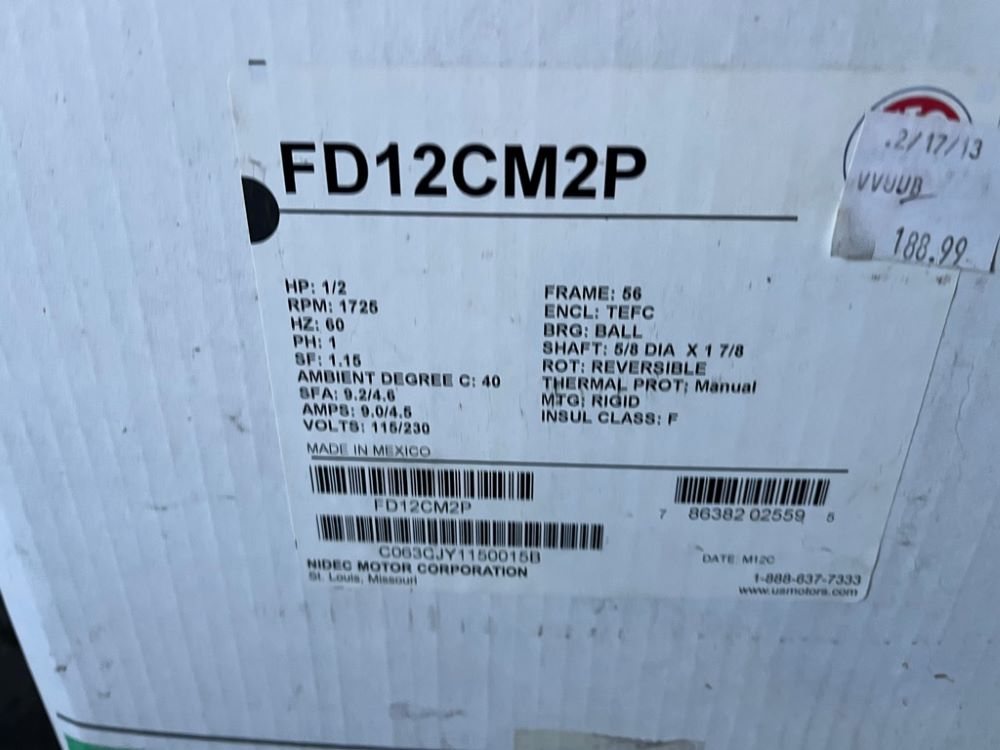 FD12CM2P
.2/17/13
VVUUB
188.99
HP: 1/2
RPM: 1725
HZ: 60
PH: 1
SF: 1.15
AMBIENT DEGREE C: 40
SFA: 9.2/4.6
AMPS: 9.0/4.5
VOLTS: 115/230
FRAME: 56
ENCL: TEFC
BRG: BALL
SHAFT: 5/8 DIA X 1 7/8
ROT: REVERSIBLE
THERMAL PROT: Manual
MTG: RIGID
INSUL CLASS: F
MADE IN MEXICO
FD12CM2P
7 86382 02559 5
C063CJY1150015B
NIDEC MOTOR CORPORATION
St. Louis, Missouri
DATE: M12C
1-888-637-7333
www.usmotors.com